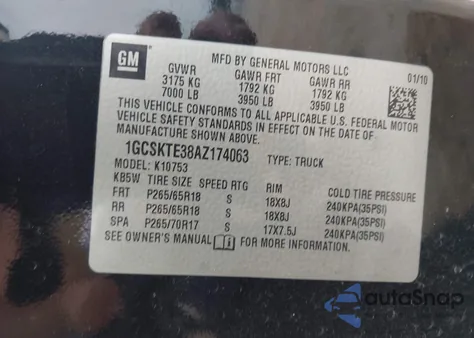 GM
MFD BY GENERAL MOTORS LLC
GVWR GAWR FRT GAWR RR 01/10
3175 KG 1792 KG 1792 KG
7000 LB 3950 LB 3950 LB
THIS VEHICLE CONFORMS TO ALL APPLICABLE U.S. FEDERAL MOTOR
VEHICLE SAFETY STANDARDS IN EFFECT ON THE DATE OF
MANUFACTURE SHOWN ABOVE.
1GCSKTE38AZ174063 TYPE: TRUCK
MODEL: K10753
KB5W TIRE SIZE SPEED RTG RIM COLD TIRE PRESSURE
FRT P265/65R18 S 18X8J 240KPA(35PSI)
RR P265/65R18 S 18X8J 240KPA(35PSI)
SPA P265/70R17 S 17X7.5J 240KPA(35PSI)
SEE OWNER'S MANUAL FOR MORE INFORMATION.
autoSnap